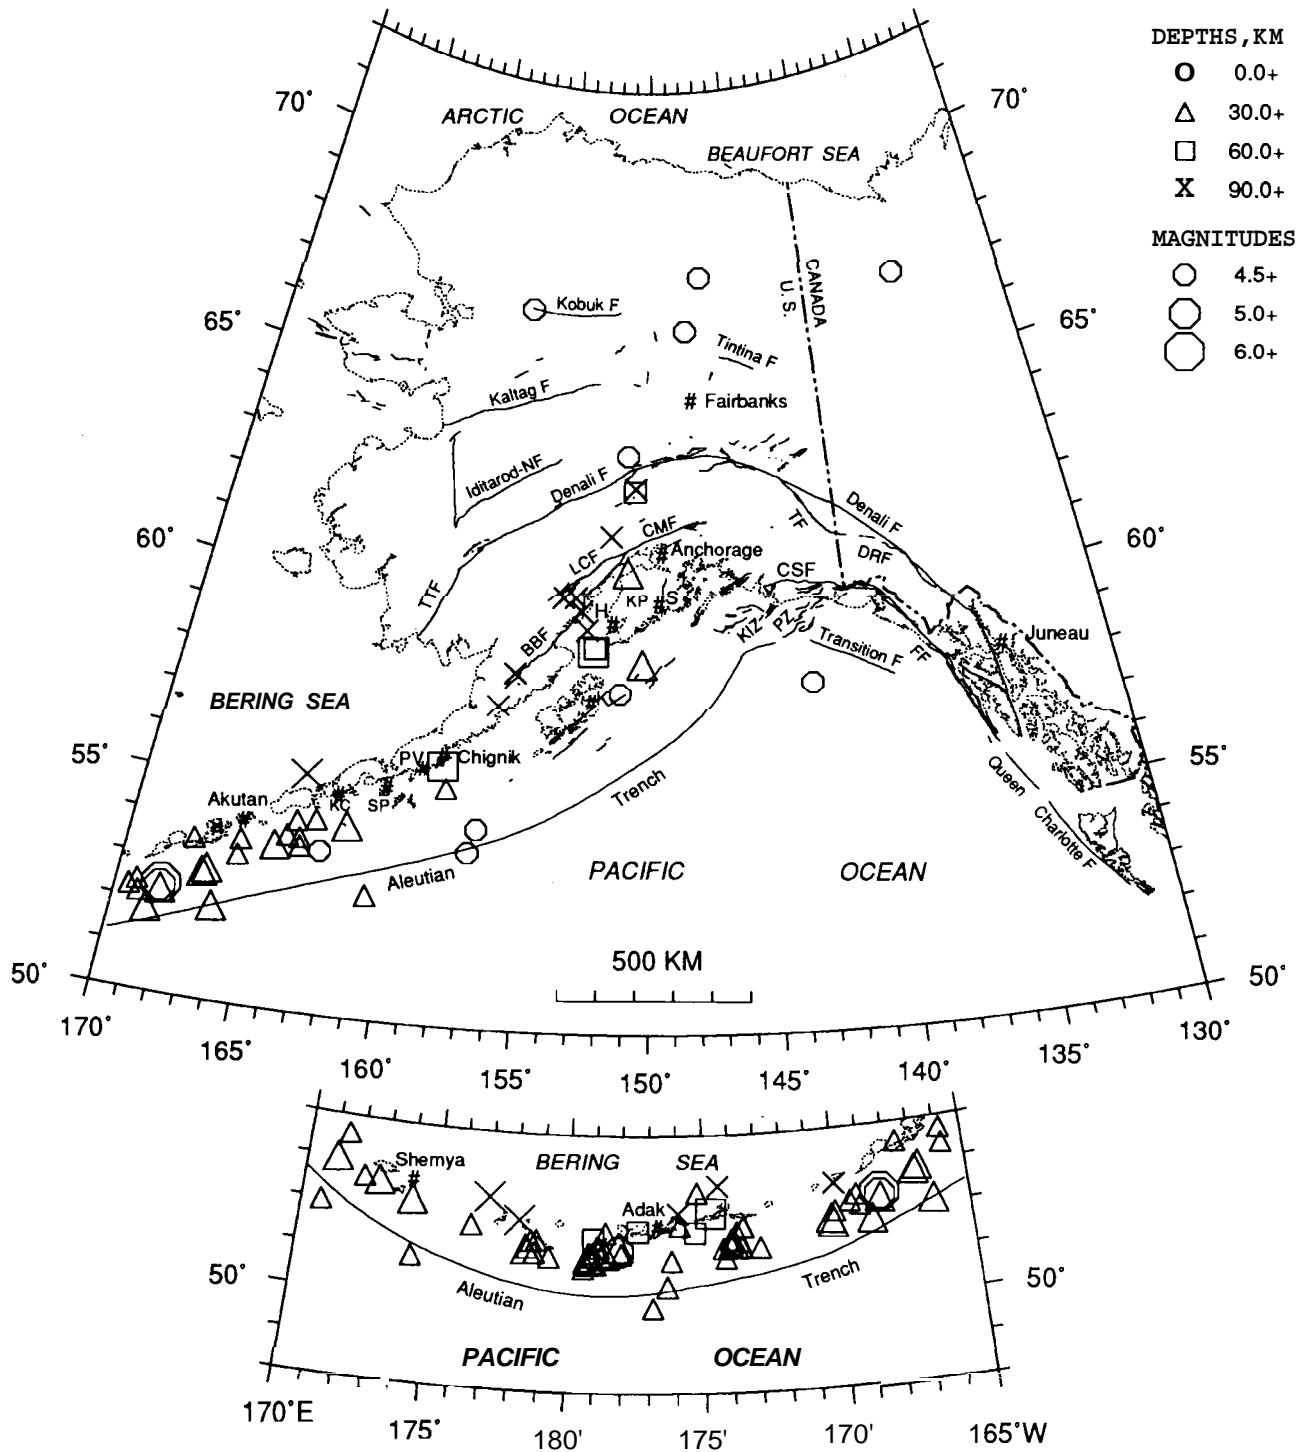 DEPTHS,KM
O 0.0+
△ 30.0+
□ 60.0+
X 90.0+
MAGNITUDES
4.5+
5.0+
6.0+
70° 70°
ARCTIC OCEAN
BEAUFORT SEA
CANADA
U.S.
65° 65°
Kobuk F
Tintina F
Kaltag F
# Fairbanks
Iditarod-NF
Denali F
Denali F
60° 60°
TF
DRF
CMF
LCF
# Anchorage
CSF
TTF
KP
S
H
KIZ
PZ
BBF
Transition F
FF
# Juneau
BERING SEA
K
55° 55°
PV
Chignik
Akutan
KC
SP
Trench
Queen
Charlotte F
Aleutian
PACIFIC OCEAN
500 KM
50° 50°
170°
165°
160°
155°
150°
145°
140°
135°
130°
Shemya
#
BERING SEA
Adak
#
50° 50°
Aleutian
Trench
PACIFIC OCEAN
170°E
175°
180'
175'
170'
165°W